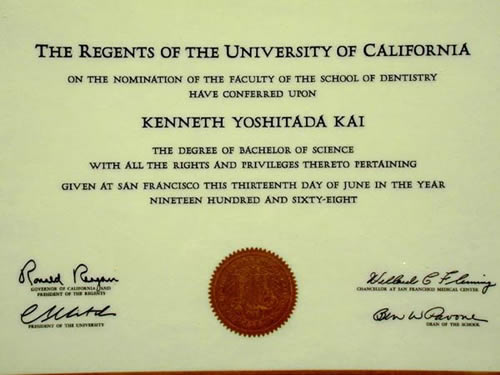 THE REGENTS OF THE UNIVERSITY OF CALIFORNIA
ON THE NOMINATION OF THE FACULTY OF THE SCHOOL OF DENTISTRY
HAVE CONFERRED UPON
KENNETH YOSHITADA KAI
THE DEGREE OF BACHELOR OF SCIENCE
WITH ALL THE RIGHTS AND PRIVILEGES THERETO PERTAINING
GIVEN AT SAN FRANCISCO THIS THIRTEENTH DAY OF JUNE IN THE YEAR
NINETEEN HUNDRED AND SIXTY-EIGHT
Ronald Reagan
GOVERNOR OF CALIFORNIA AND
PRESIDENT OF THE REGENTS
PRESIDENT OF THE UNIVERSITY
Willard C Fleming
CHANCELLOR AT SAN FRANCISCO MEDICAL CENTER
Ben W Pavone
DEAN OF THE SCHOOL